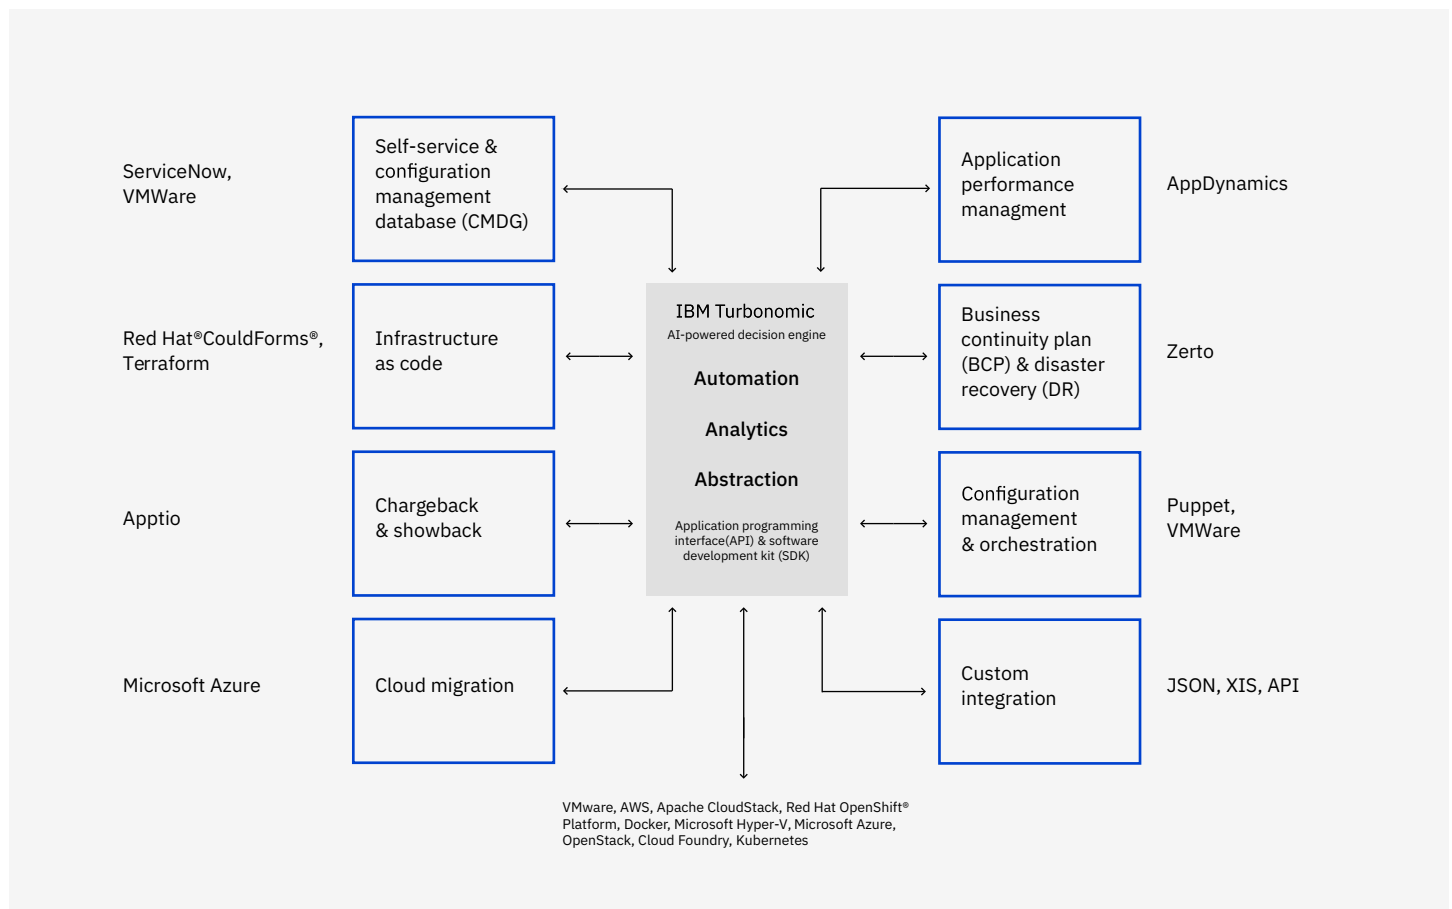 ServiceNow,
VMWare
Self-service &
configuration
management
database (CMDG)
Application
performance
managment
AppDynamics
Red Hat®CouldForms®,
Terraform
Infrastructure
as code
IBM Turbonomic
AI-powered decision engine
Automation
Analytics
Abstraction
Application programming
interface(API) & software
development kit (SDK)
Business
continuity plan
(BCP) & disaster
recovery (DR)
Zerto
Apptio
Chargeback
& showback
Configuration
management
& orchestration
Puppet,
VMWare
Microsoft Azure
Cloud migration
Custom
integration
JSON, XIS, API
VMware, AWS, Apache CloudStack, Red Hat OpenShift®
Platform, Docker, Microsoft Hyper-V, Microsoft Azure,
OpenStack, Cloud Foundry, Kubernetes